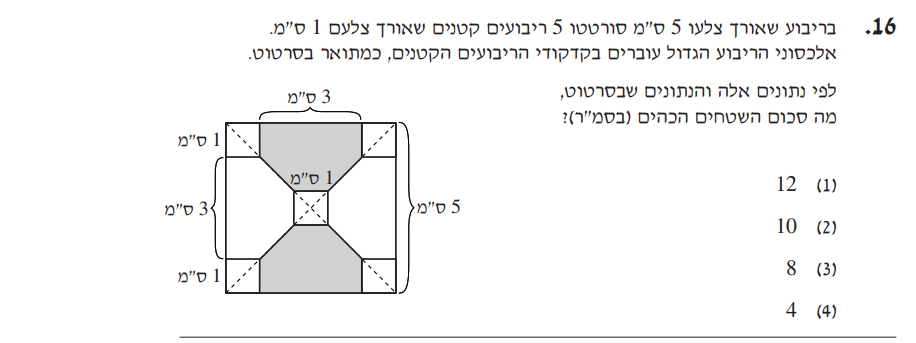 16. בריבוע שאורך צלעו 5 ס"מ סורטטו 5 ריבועים קטנים שאורך צלעם 1 ס"מ.
אלכסוני הריבוע הגדול עוברים בקדקודי הריבועים הקטנים, כמתואר בסרטוט.
לפי נתונים אלה והנתונים שבסרטוט,
מה סכום השטחים הכהים (בסמ"ר)?
(1) 12
(2) 10
(3) 8
(4) 4
3 ס"מ
1 ס"מ
1 ס"מ
3 ס"מ
5 ס"מ
1 ס"מ